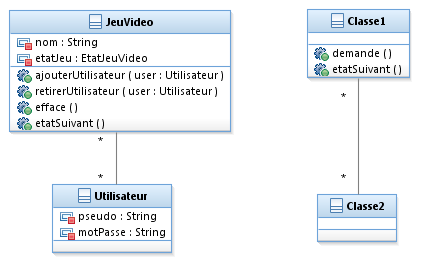 JeuVideo
nom : String
etatJeu : EtatJeuVideo
ajouterUtilisateur ( user : Utilisateur )
retirerUtilisateur ( user : Utilisateur )
efface ( )
etatSuivant ( )
*
*
Utilisateur
pseudo : String
motPasse : String
Classe1
demande ( )
etatSuivant ( )
*
*
Classe2